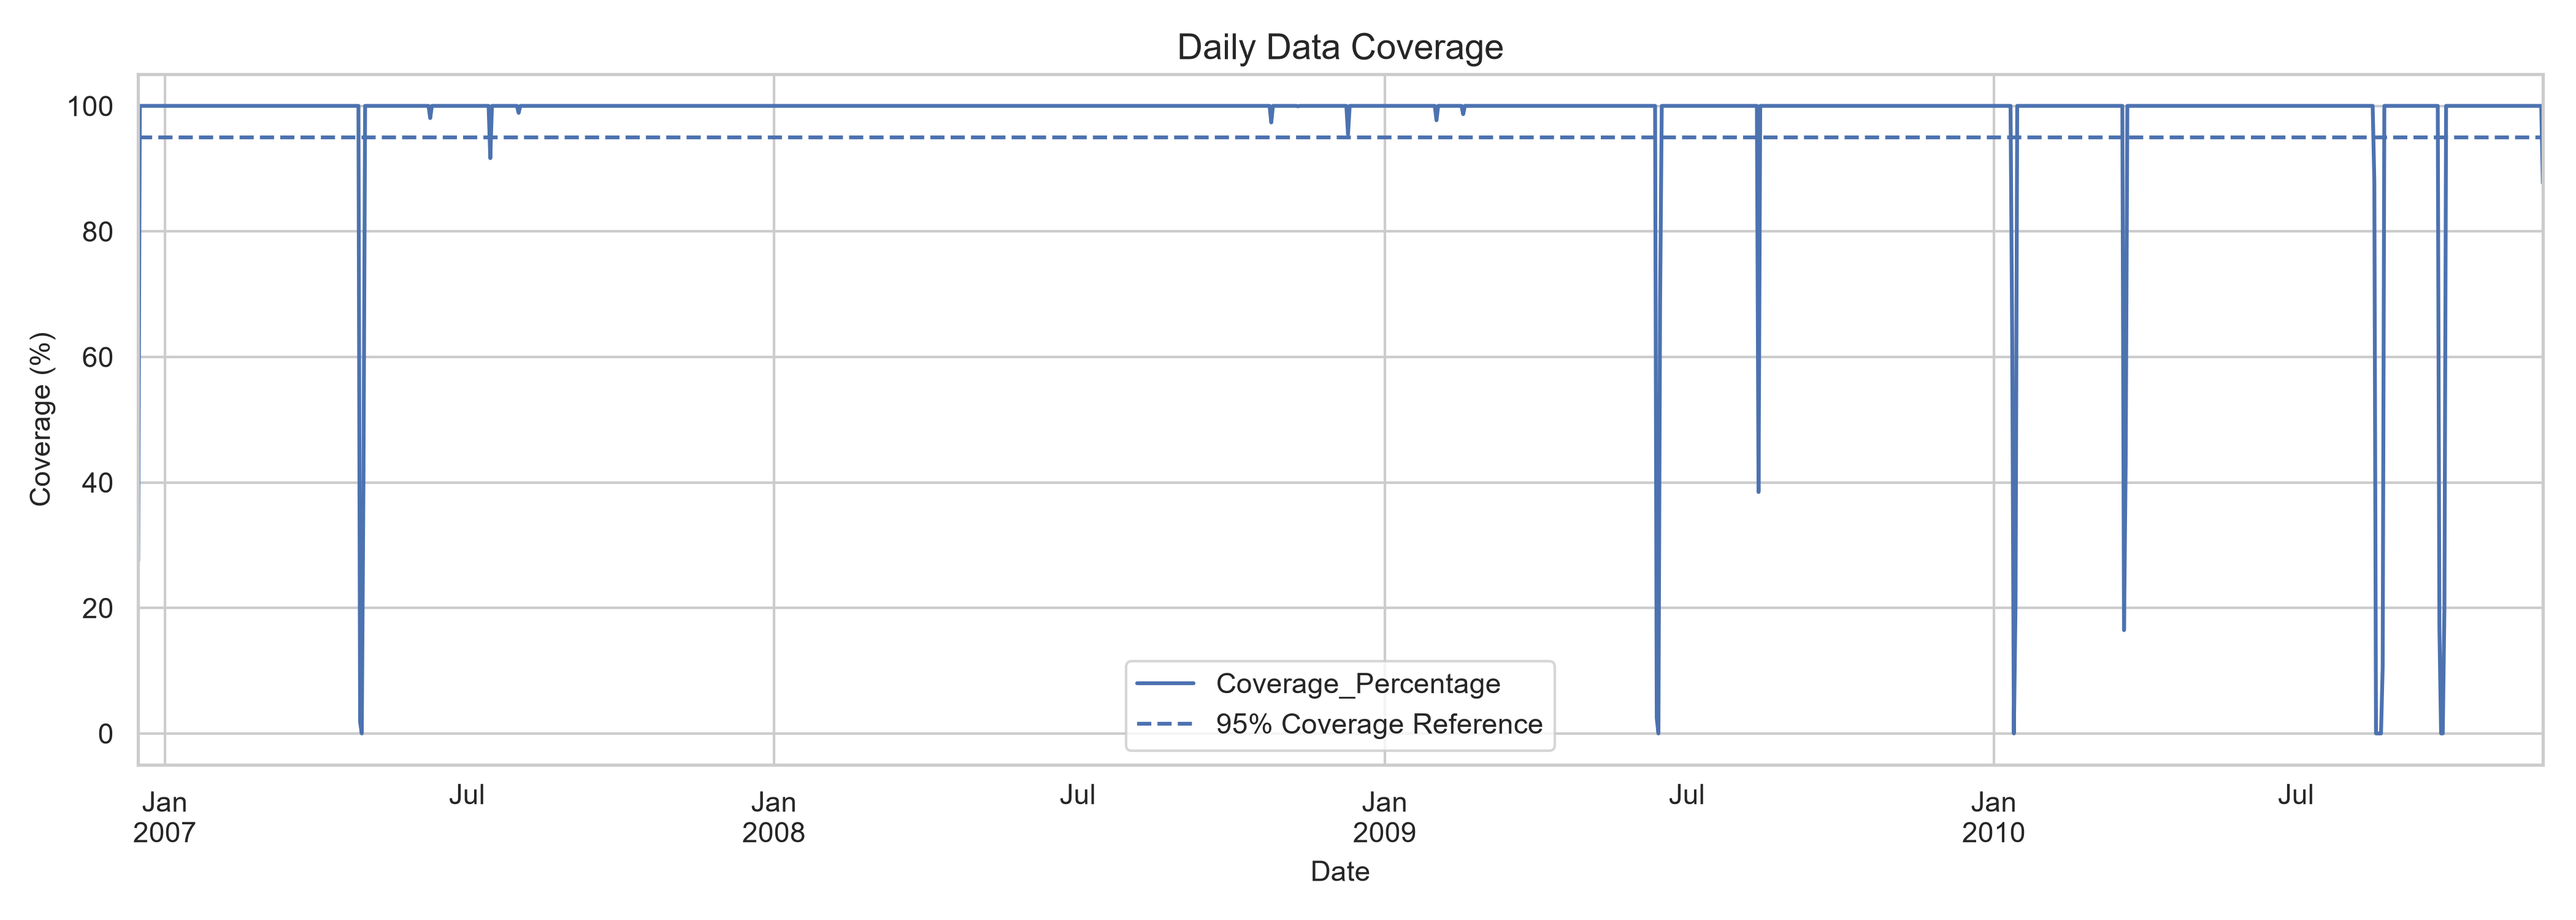 Daily Data Coverage
Coverage (%)
100
80
60
40
20
0
Coverage_Percentage
95% Coverage Reference
Jan
2007
Jul
Jan
2008
Jul
Jan
2009
Jul
Jan
2010
Jul
Date